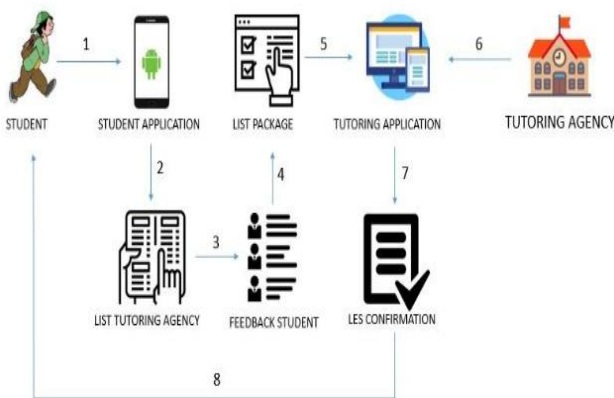 1
5
6
STUDENT
STUDENT APPLICATION
LIST PACKAGE
TUTORING APPLICATION
TUTORING AGENCY
2
4
7
3
LIST TUTORING AGENCY
FEEDBACK STUDENT
LES CONFIRMATION
8